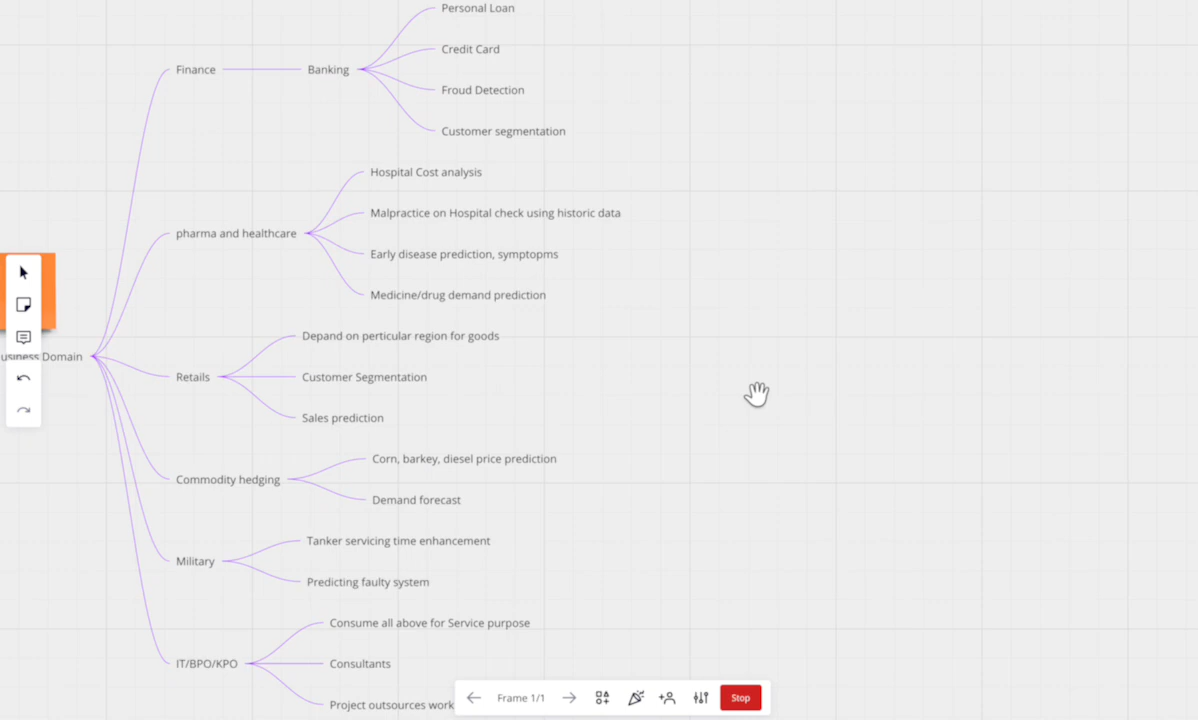 Personal Loan
Credit Card
Finance
Banking
Froud Detection
Customer segmentation
Hospital Cost analysis
Malpractice on Hospital check using historic data
pharma and healthcare
Early disease prediction, symptopms
Medicine/drug demand prediction
Depand on perticular region for goods
usiness Domain
Retails
Customer Segmentation
Sales prediction
Corn, barkey, diesel price prediction
Commodity hedging
Demand forecast
Tanker servicing time enhancement
Military
Predicting faulty system
Consume all above for Service purpose
IT/BPO/KPO
Consultants
Project outsources work
Frame 1/1
Stop